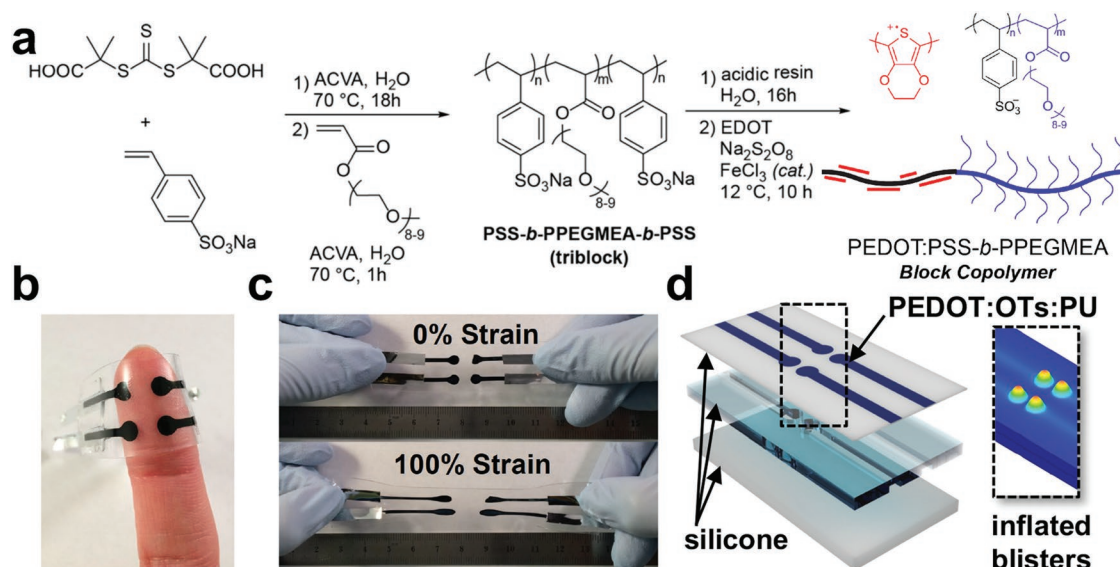 a
S
HOOC
S
S
COOH
+
SO₃Na
1) ACVA, H₂O
70 °C, 18h
2)
O
O
O
8-9
ACVA, H₂O
70 °C, 1h
n
m
n
O
O
O
8-9
SO₃Na
SO₃Na
PSS-b-PPEGMEA-b-PSS
(triblock)
1) acidic resin
H₂O, 16h
2) EDOT
Na₂S₂O₈
FeCl₃ (cat.)
12 °C, 10 h
+•
S
O
O
n
m
O
O
O
8-9
SO₃⁻
PEDOT:PSS-b-PPEGMEA
Block Copolymer
b
c
0% Strain
100% Strain
d
PEDOT:OTs:PU
silicone
inflated
blisters